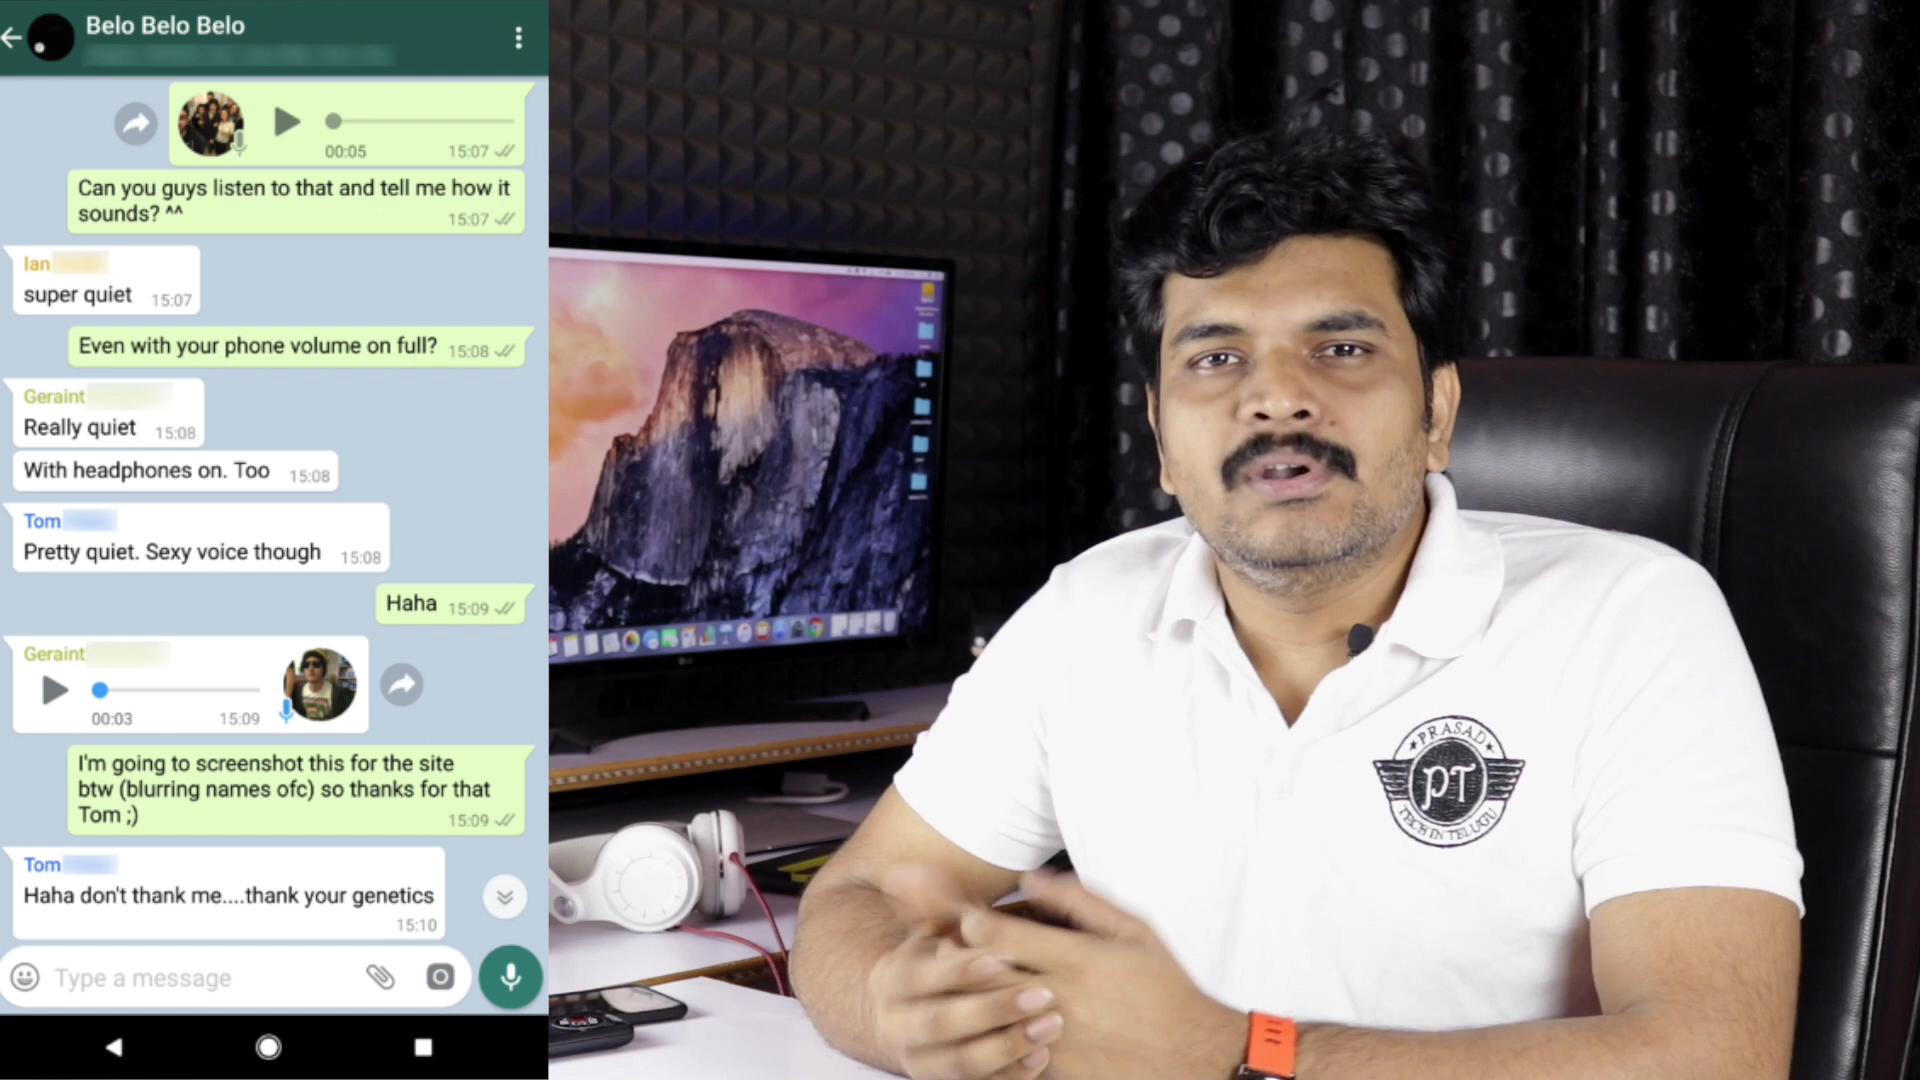 Belo Belo Belo
00:05 15:07
Can you guys listen to that and tell me how it
sounds? ^^
15:07
Ian
super quiet 15:07
Even with your phone volume on full? 15:08
Geraint
Really quiet 15:08
With headphones on. Too 15:08
Tom
Pretty quiet. Sexy voice though 15:08
Haha 15:09
Geraint
00:03 15:09
I'm going to screenshot this for the site
btw (blurring names ofc) so thanks for that
Tom ;)
15:09
Tom
Haha don't thank me....thank your genetics
15:10
Type a message
PRASAD
PT
TECH IN TELUGU